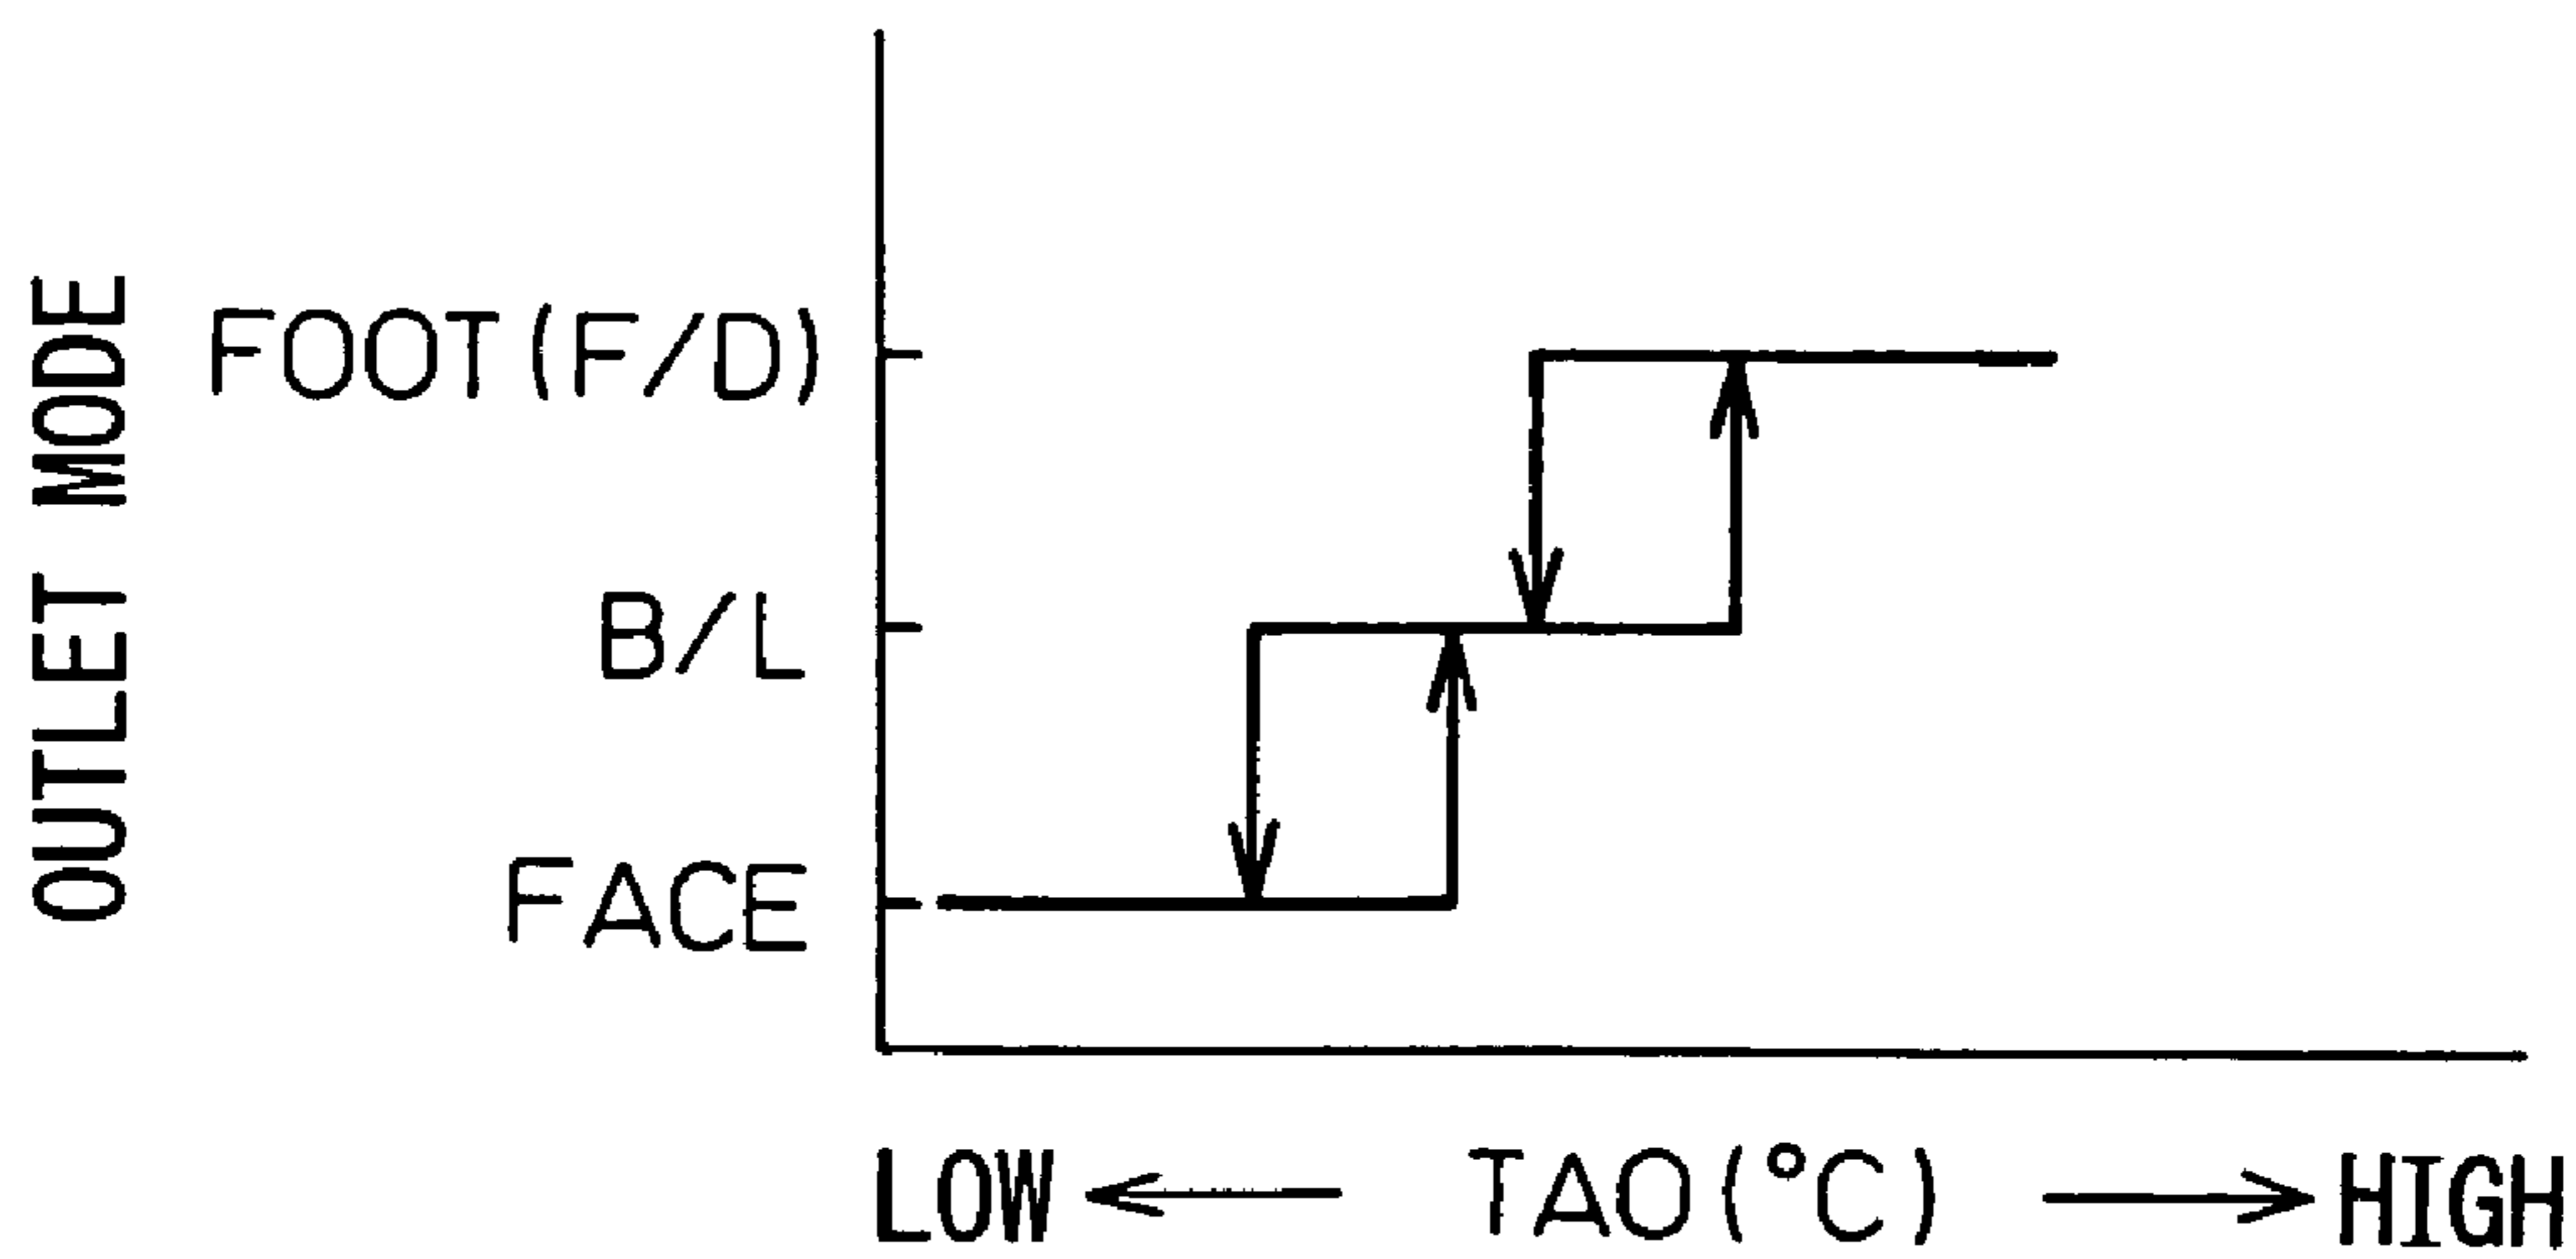 OUTLET MODE
FOOT(F/D)
B/L
FACE
LOW ← TAO(°C) → HIGH